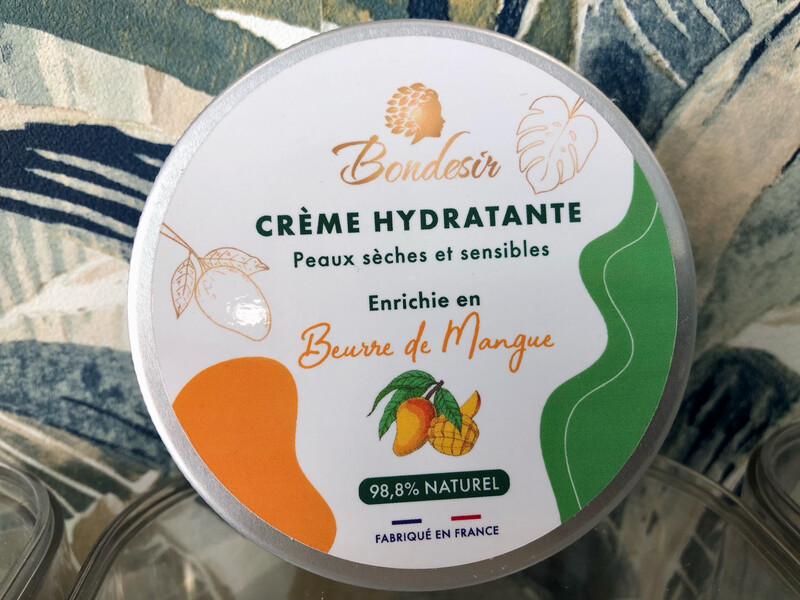 Bondesir
CRÈME HYDRATANTE
Peaux sèches et sensibles
Enrichie en
Beurre de Mangue
98,8% NATUREL
FABRIQUÉ EN FRANCE